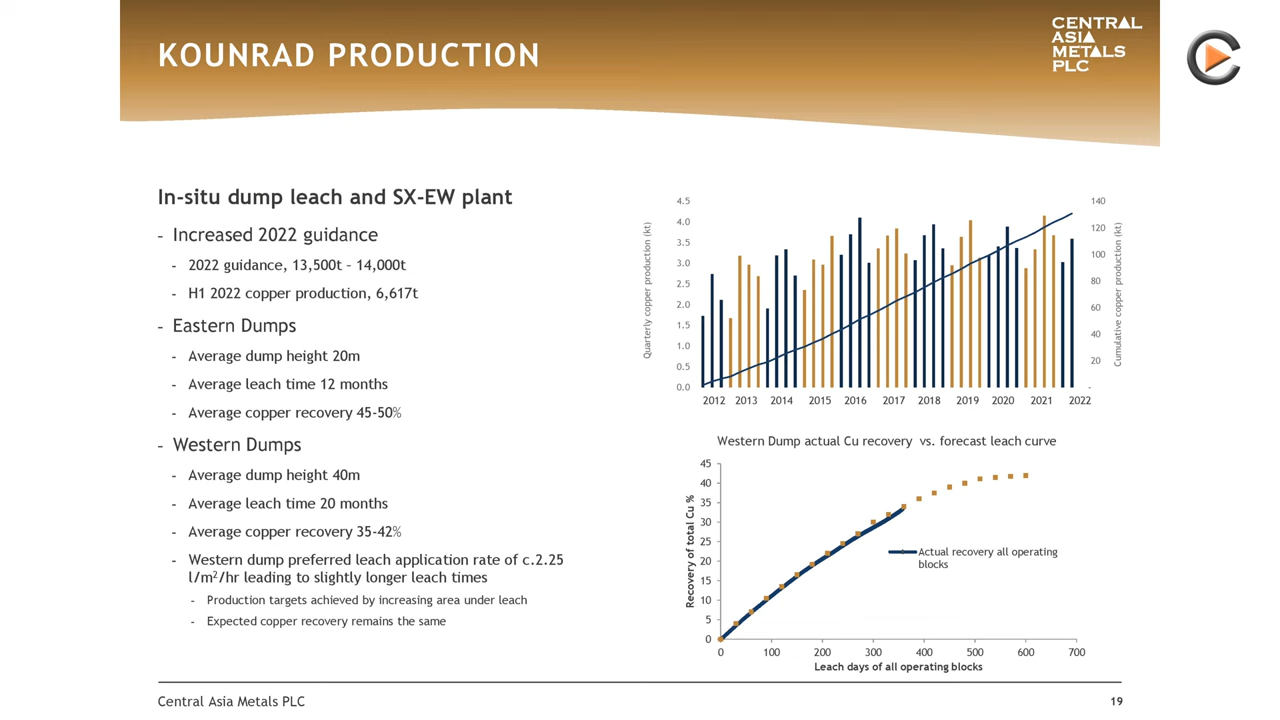 KOUNRAD PRODUCTION
CENTRAL
ASIA
METALS
PLC
In-situ dump leach and SX-EW plant
- Increased 2022 guidance
- 2022 guidance, 13,500t – 14,000t
- H1 2022 copper production, 6,617t
- Eastern Dumps
- Average dump height 20m
- Average leach time 12 months
- Average copper recovery 45-50%
- Western Dumps
- Average dump height 40m
- Average leach time 20 months
- Average copper recovery 35-42%
- Western dump preferred leach application rate of c.2.25
l/m²/hr leading to slightly longer leach times
- Production targets achieved by increasing area under leach
- Expected copper recovery remains the same
Quarterly copper production (kt)
4.5
4.0
3.5
3.0
2.5
2.0
1.5
1.0
0.5
0.0
140
120
100
80
60
40
20
-
Cumulative copper production (kt)
2012 2013 2014 2015 2016 2017 2018 2019 2020 2021 2022
Western Dump actual Cu recovery vs. forecast leach curve
Recovery of total Cu %
45
40
35
30
25
20
15
10
5
0
Actual recovery all operating
blocks
0 100 200 300 400 500 600 700
Leach days of all operating blocks
Central Asia Metals PLC
19